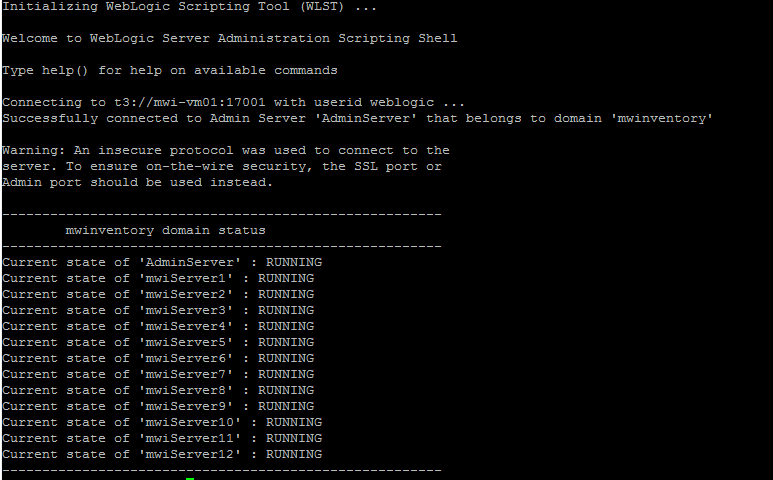 Initializing WebLogic Scripting Tool (WLST) ...
Welcome to WebLogic Server Administration Scripting Shell
Type help() for help on available commands
Connecting to t3://mwi-vm01:17001 with userid weblogic ...
Successfully connected to Admin Server 'AdminServer' that belongs to domain 'mwinventory'
Warning: An insecure protocol was used to connect to the
server. To ensure on-the-wire security, the SSL port or
Admin port should be used instead.
-------------------------------------------------------
mwinventory domain status
-------------------------------------------------------
Current state of 'AdminServer' : RUNNING
Current state of 'mwiServer1' : RUNNING
Current state of 'mwiServer2' : RUNNING
Current state of 'mwiServer3' : RUNNING
Current state of 'mwiServer4' : RUNNING
Current state of 'mwiServer5' : RUNNING
Current state of 'mwiServer6' : RUNNING
Current state of 'mwiServer7' : RUNNING
Current state of 'mwiServer8' : RUNNING
Current state of 'mwiServer9' : RUNNING
Current state of 'mwiServer10' : RUNNING
Current state of 'mwiServer11' : RUNNING
Current state of 'mwiServer12' : RUNNING
-------------------------------------------------------